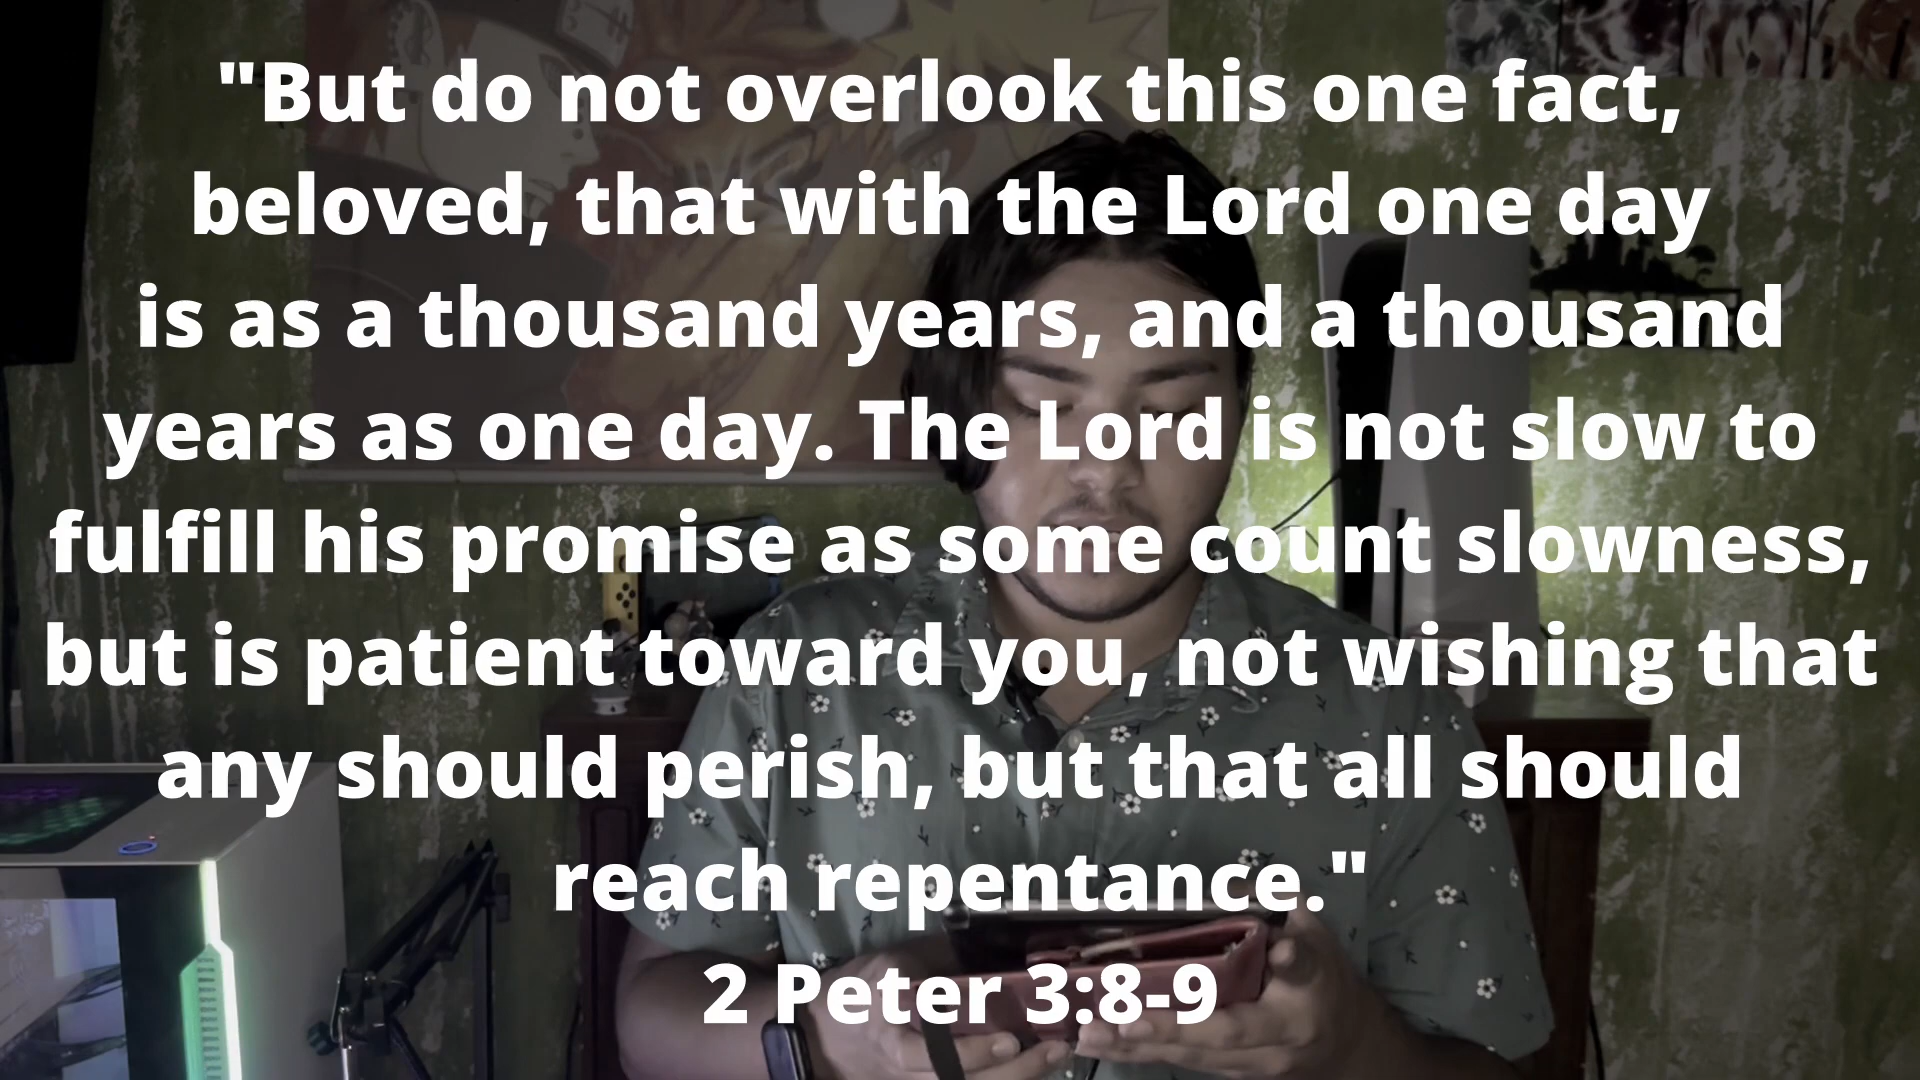 "But do not overlook this one fact,
beloved, that with the Lord one day
is as a thousand years, and a thousand
years as one day. The Lord is not slow to
fulfill his promise as some count slowness,
but is patient toward you, not wishing that
any should perish, but that all should
reach repentance."
2 Peter 3:8-9